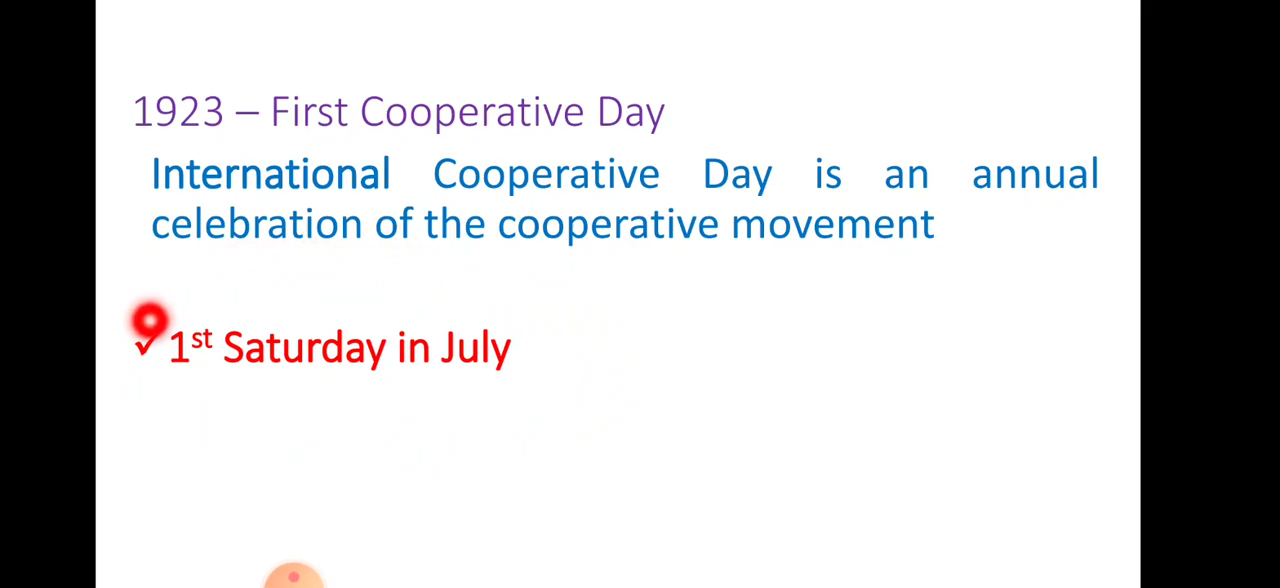 1923 – First Cooperative Day
International Cooperative Day is an annual
celebration of the cooperative movement
✓ 1st Saturday in July